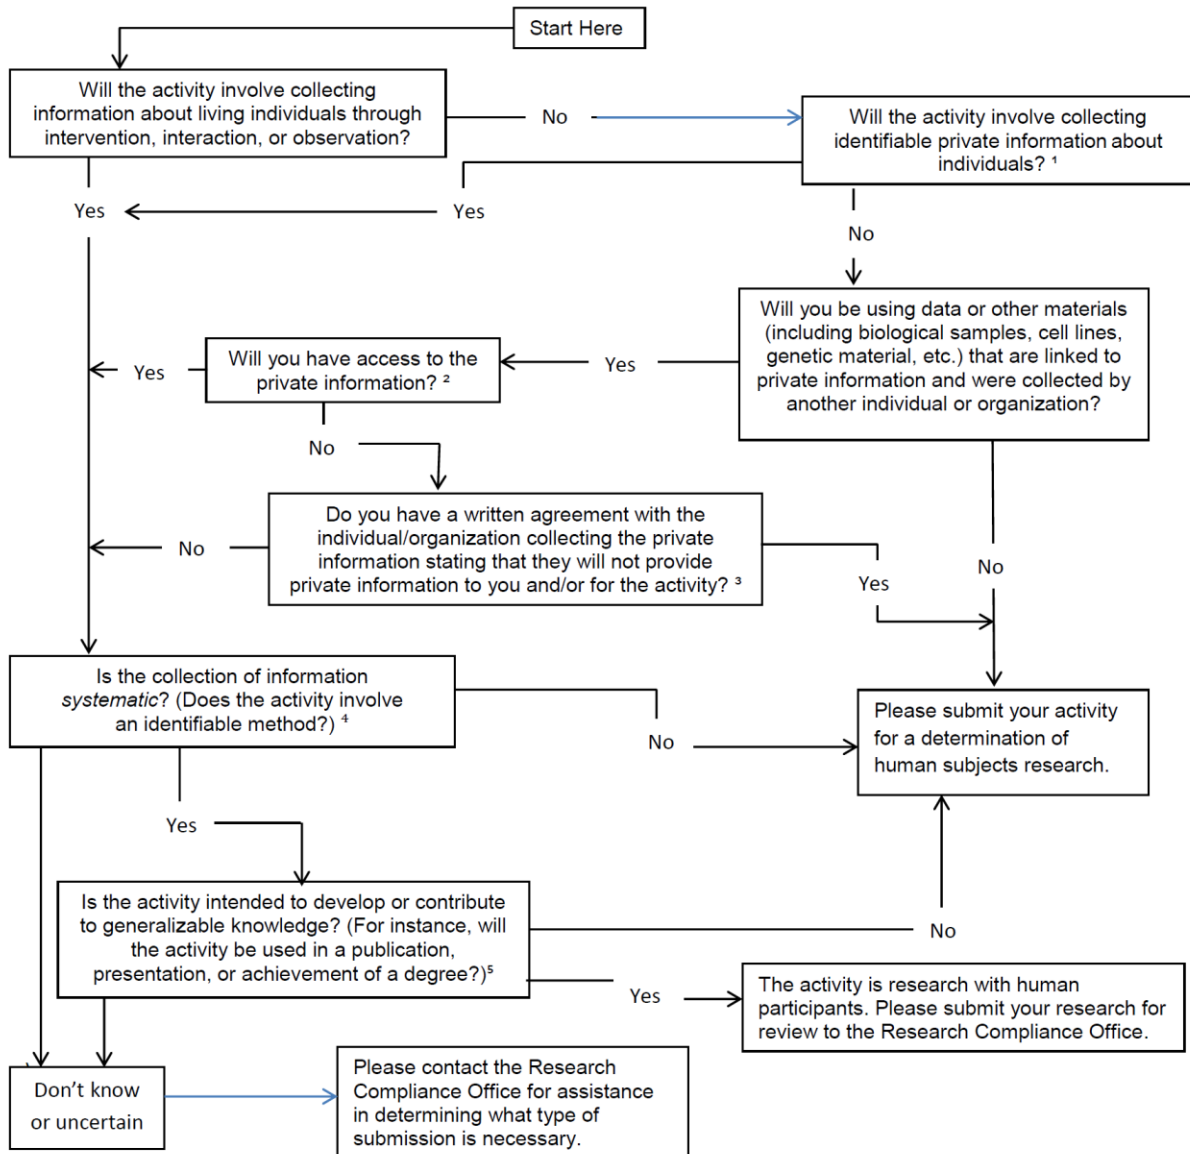 Start Here
Will the activity involve collecting
information about living individuals through
intervention, interaction, or observation?
No
Will the activity involve collecting
identifiable private information about
individuals? ¹
Yes
Yes
No
Will you be using data or other materials
(including biological samples, cell lines,
genetic material, etc.) that are linked to
private information and were collected by
another individual or organization?
Yes
Will you have access to the
private information? ²
Yes
No
Do you have a written agreement with the
individual/organization collecting the private
information stating that they will not provide
private information to you and/or for the activity? ³
No
Yes
No
Is the collection of information
systematic? (Does the activity involve
an identifiable method?) ⁴
No
Please submit your activity
for a determination of
human subjects research.
Yes
Is the activity intended to develop or contribute
to generalizable knowledge? (For instance, will
the activity be used in a publication,
presentation, or achievement of a degree?)⁵
No
Yes
The activity is research with human
participants. Please submit your research for
review to the Research Compliance Office.
Don't know
or uncertain
Please contact the Research
Compliance Office for assistance
in determining what type of
submission is necessary.